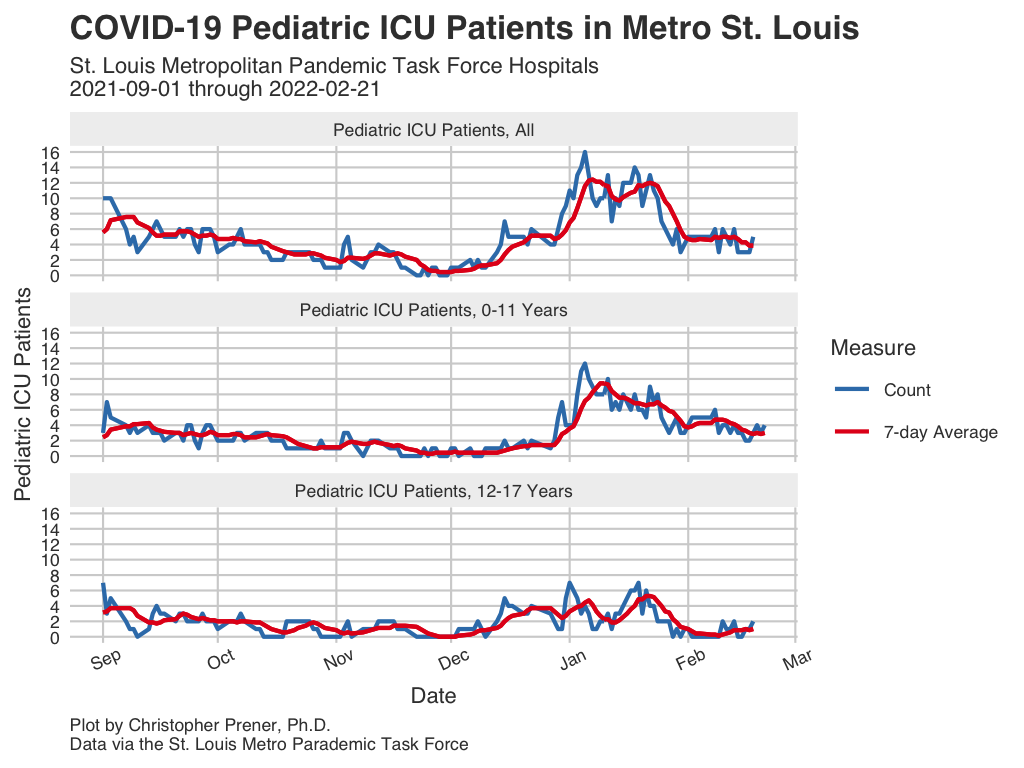 COVID-19 Pediatric ICU Patients in Metro St. Louis
St. Louis Metropolitan Pandemic Task Force Hospitals
2021-09-01 through 2022-02-21
Pediatric ICU Patients
Pediatric ICU Patients, All
16
14
12
10
8
6
4
2
0
Pediatric ICU Patients, 0-11 Years
16
14
12
10
8
6
4
2
0
Pediatric ICU Patients, 12-17 Years
16
14
12
10
8
6
4
2
0
Sep Oct Nov Dec Jan Feb Mar
Date
Measure
Count
7-day Average
Plot by Christopher Prener, Ph.D.
Data via the St. Louis Metro Parademic Task Force